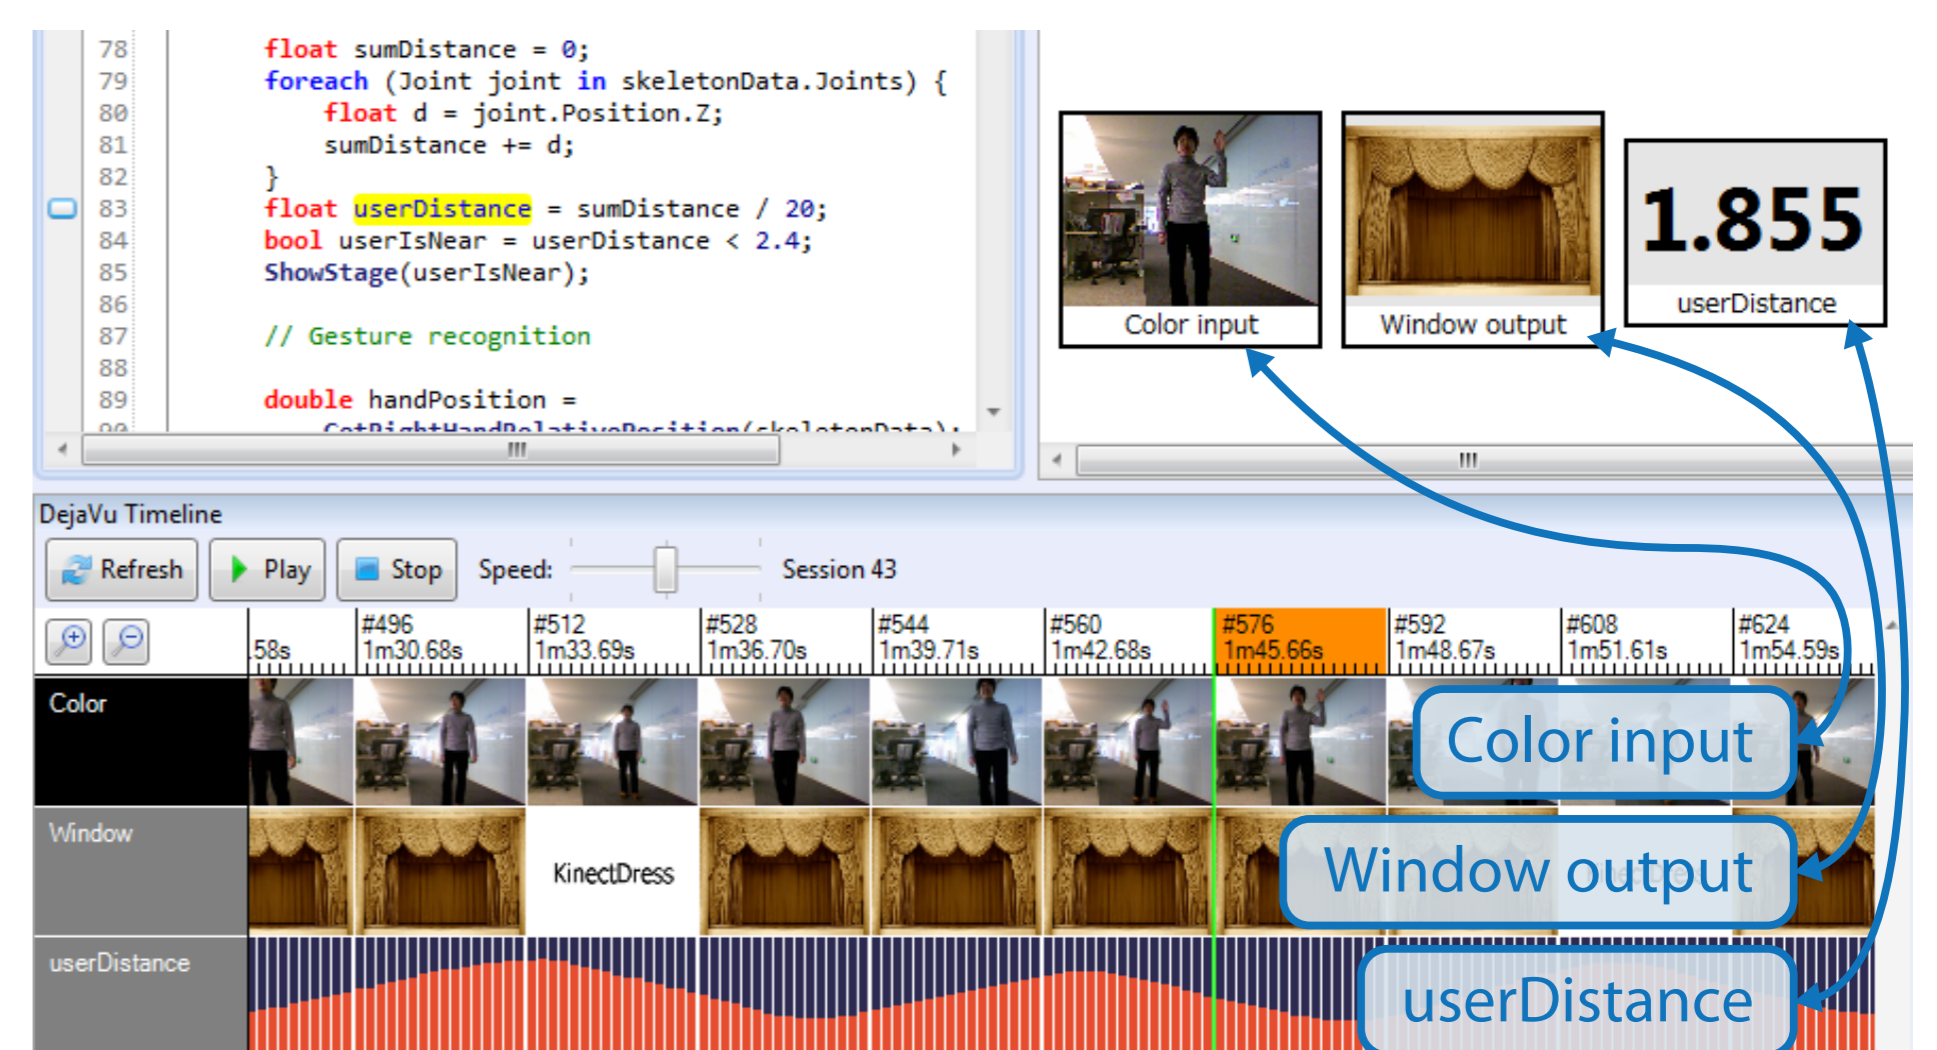 78 float sumDistance = 0;
79 foreach (Joint joint in skeletonData.Joints) {
80 float d = joint.Position.Z;
81 sumDistance += d;
82 }
83 float userDistance = sumDistance / 20;
84 bool userIsNear = userDistance < 2.4;
85 ShowStage(userIsNear);
86
87 // Gesture recognition
88
89 double handPosition =
90 GetRightHandRelativePosition(skeletonData);
Color input
Window output
1.855
userDistance
DejaVu Timeline
Refresh Play Stop Speed: Session 43
#496 #512 #528 #544 #560 #576 #592 #608 #624
.58s 1m30.68s 1m33.69s 1m36.70s 1m39.71s 1m42.68s 1m45.66s 1m48.67s 1m51.61s 1m54.59s
Color
Color input
Window
KinectDress
Window output
userDistance
userDistance